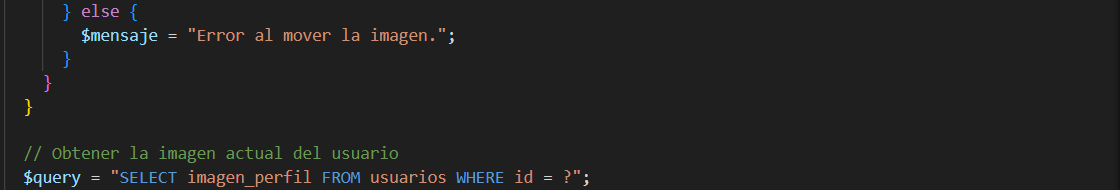 } else {
$mensaje = "Error al mover la imagen.";
}
}
}
// Obtener la imagen actual del usuario
$query = "SELECT imagen_perfil FROM usuarios WHERE id = ?";